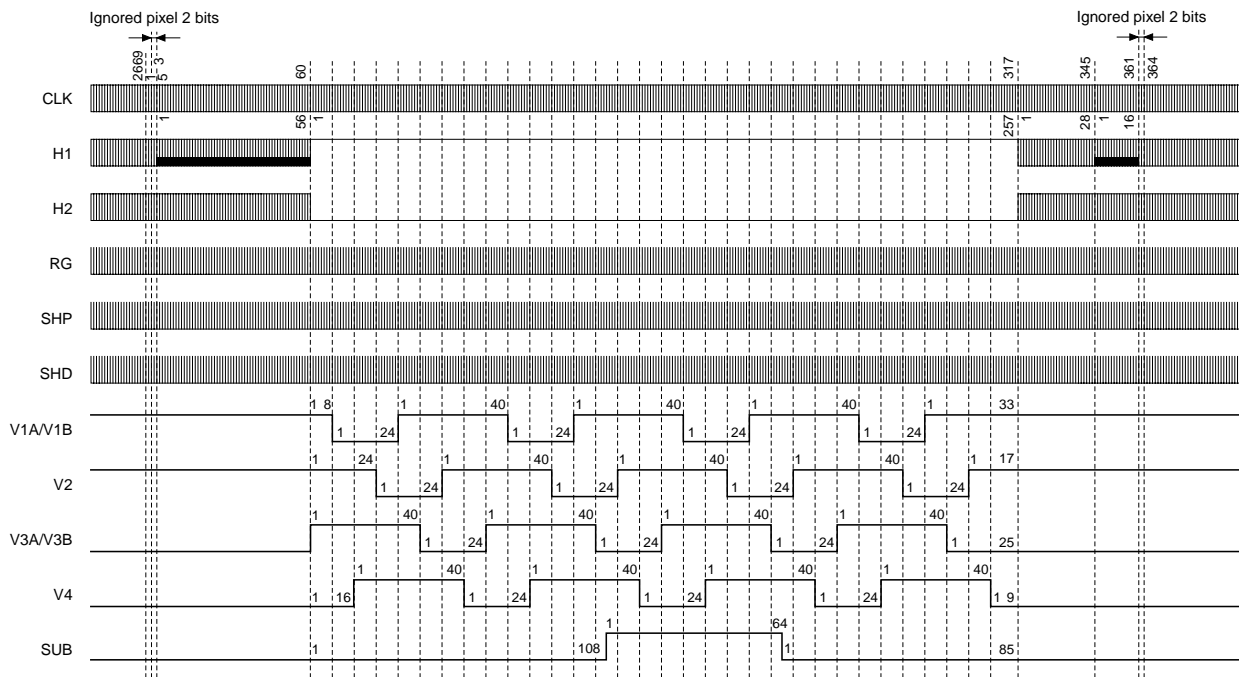 Ignored pixel 2 bits Ignored pixel 2 bits
2669 1 3 5 60 317 345 361 364
CLK
1 56 1 257 1 28 1 16
H1
H2
RG
SHP
SHD
1 8 1 40 1 40 1 40 1 33
V1A/V1B
1 24 1 24 1 24 1 24
1 24 1 40 1 40 1 40 1 17
V2
1 24 1 24 1 24 1 24
1 40 1 40 1 40 1 40
V3A/V3B
1 24 1 24 1 24 1 25
1 40 1 40 1 40 1 40
V4
1 16 1 24 1 24 1 24 1 9
1 64
SUB
1 108 1 85